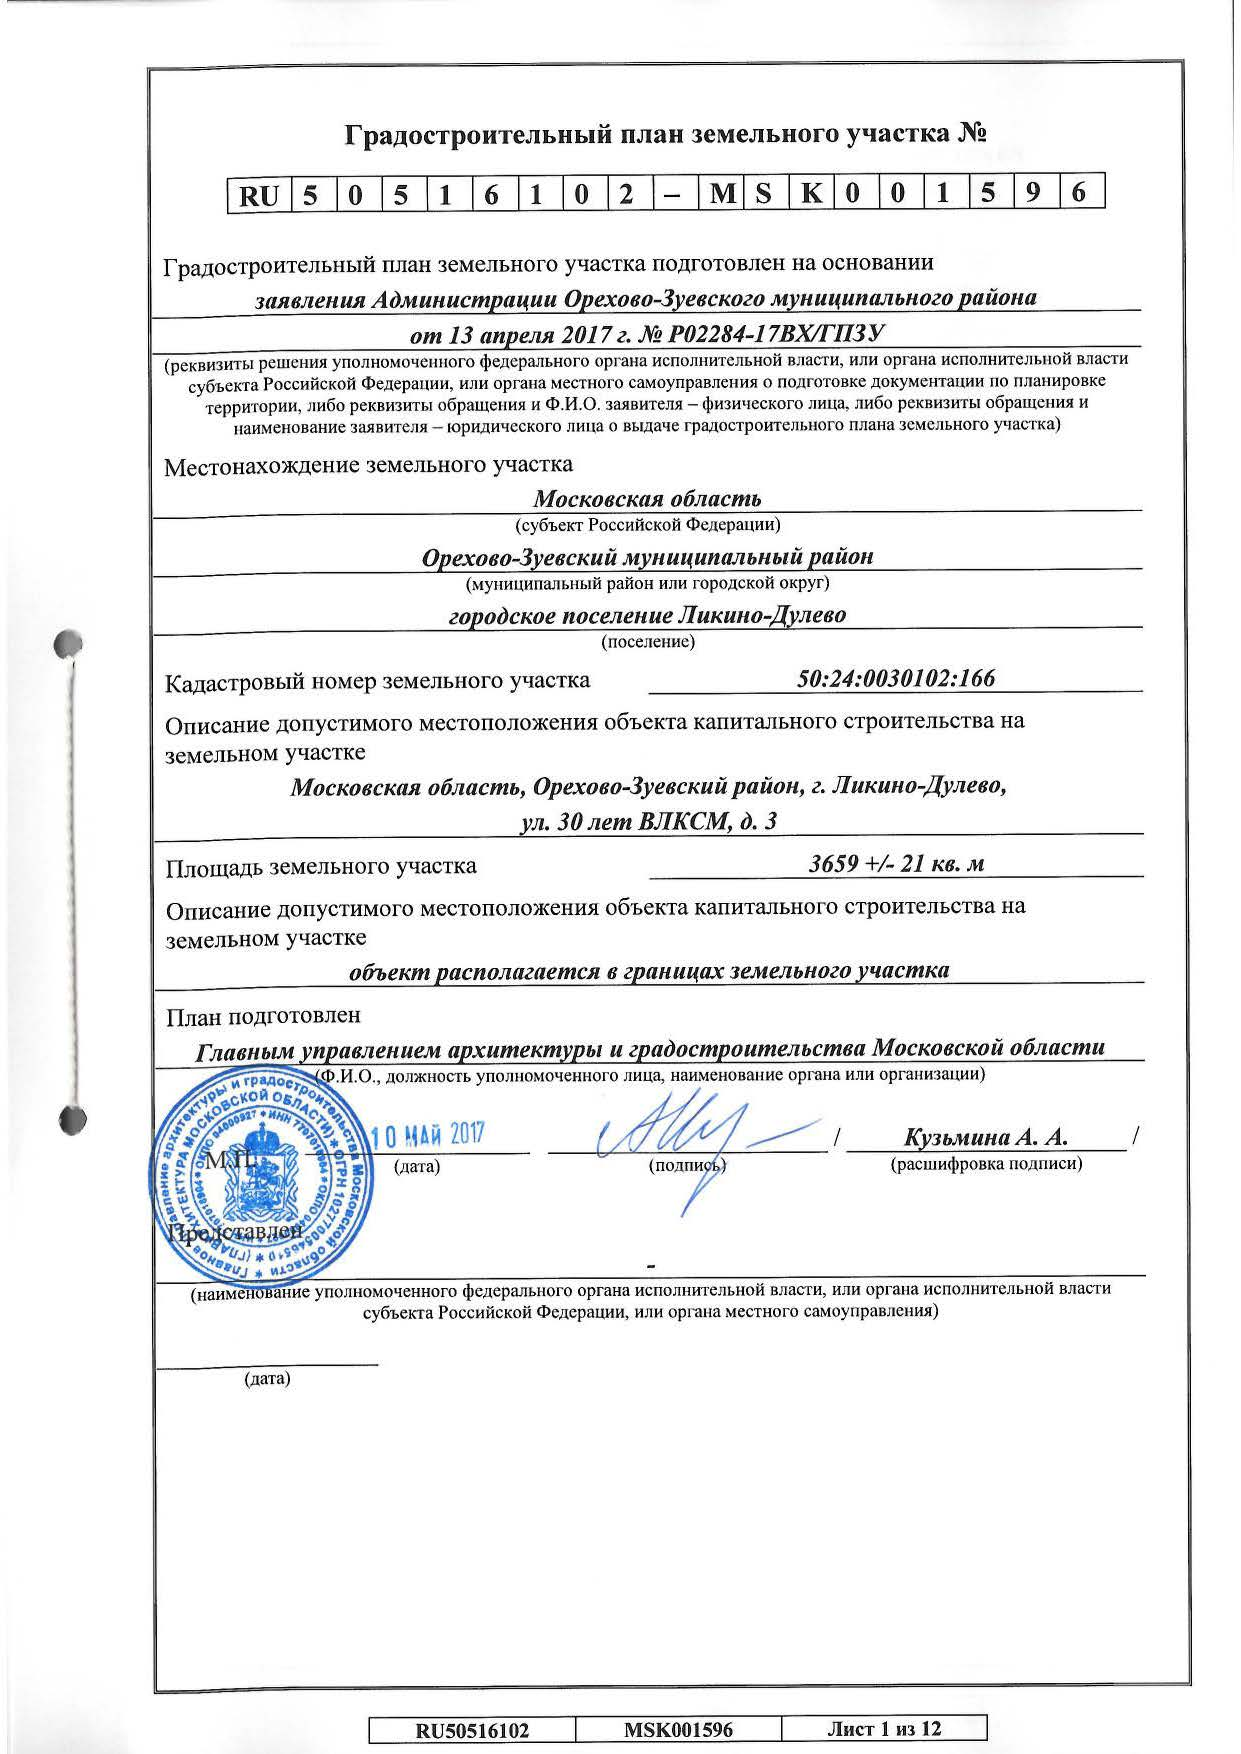 Градостроительный план земельного участка №
RU 5 0 5 1 6 1 0 2 – M S K 0 0 1 5 9 6
Градостроительный план земельного участка подготовлен на основании
заявления Администрации Орехово-Зуевского муниципального района
от 13 апреля 2017 г. № Р02284-17ВХ/ГПЗУ
(реквизиты решения уполномоченного федерального органа исполнительной власти, или органа исполнительной власти
субъекта Российской Федерации, или органа местного самоуправления о подготовке документации по планировке
территории, либо реквизиты обращения и Ф.И.О. заявителя – физического лица, либо реквизиты обращения и
наименование заявителя – юридического лица о выдаче градостроительного плана земельного участка)
Местонахождение земельного участка
Московская область
(субъект Российской Федерации)
Орехово-Зуевский муниципальный район
(муниципальный район или городской округ)
городское поселение Ликино-Дулево
(поселение)
Кадастровый номер земельного участка 50:24:0030102:166
Описание допустимого местоположения объекта капитального строительства на
земельном участке
Московская область, Орехово-Зуевский район, г. Ликино-Дулево,
ул. 30 лет ВЛКСМ, д. 3
Площадь земельного участка 3659 +/- 21 кв. м
Описание допустимого местоположения объекта капитального строительства на
земельном участке
объект располагается в границах земельного участка
План подготовлен
Главным управлением архитектуры и градостроительства Московской области
(Ф.И.О., должность уполномоченного лица, наименование органа или организации)
М.П. 10 МАЙ 2017 / Кузьмина А. А. /
(дата) (подпись) (расшифровка подписи)
Главное управление архитектуры и градостроительства Московской области
Представлен
-
(наименование уполномоченного федерального органа исполнительной власти, или органа исполнительной власти
субъекта Российской Федерации, или органа местного самоуправления)
(дата)
RU50516102 MSK001596 Лист 1 из 12